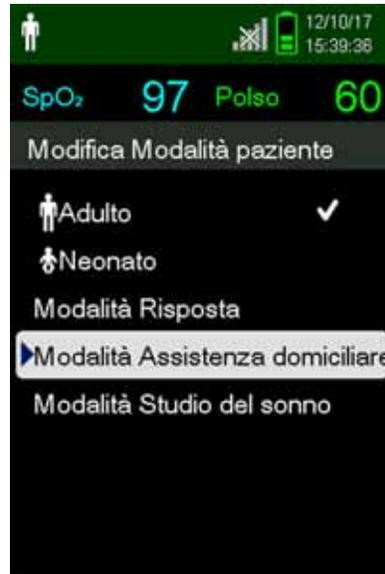 12/10/17
15:39:36
SpO₂ 97 Polso 60
Modifica Modalità paziente
Adulto
Neonato
Modalità Risposta
Modalità Assistenza domiciliare
Modalità Studio del sonno